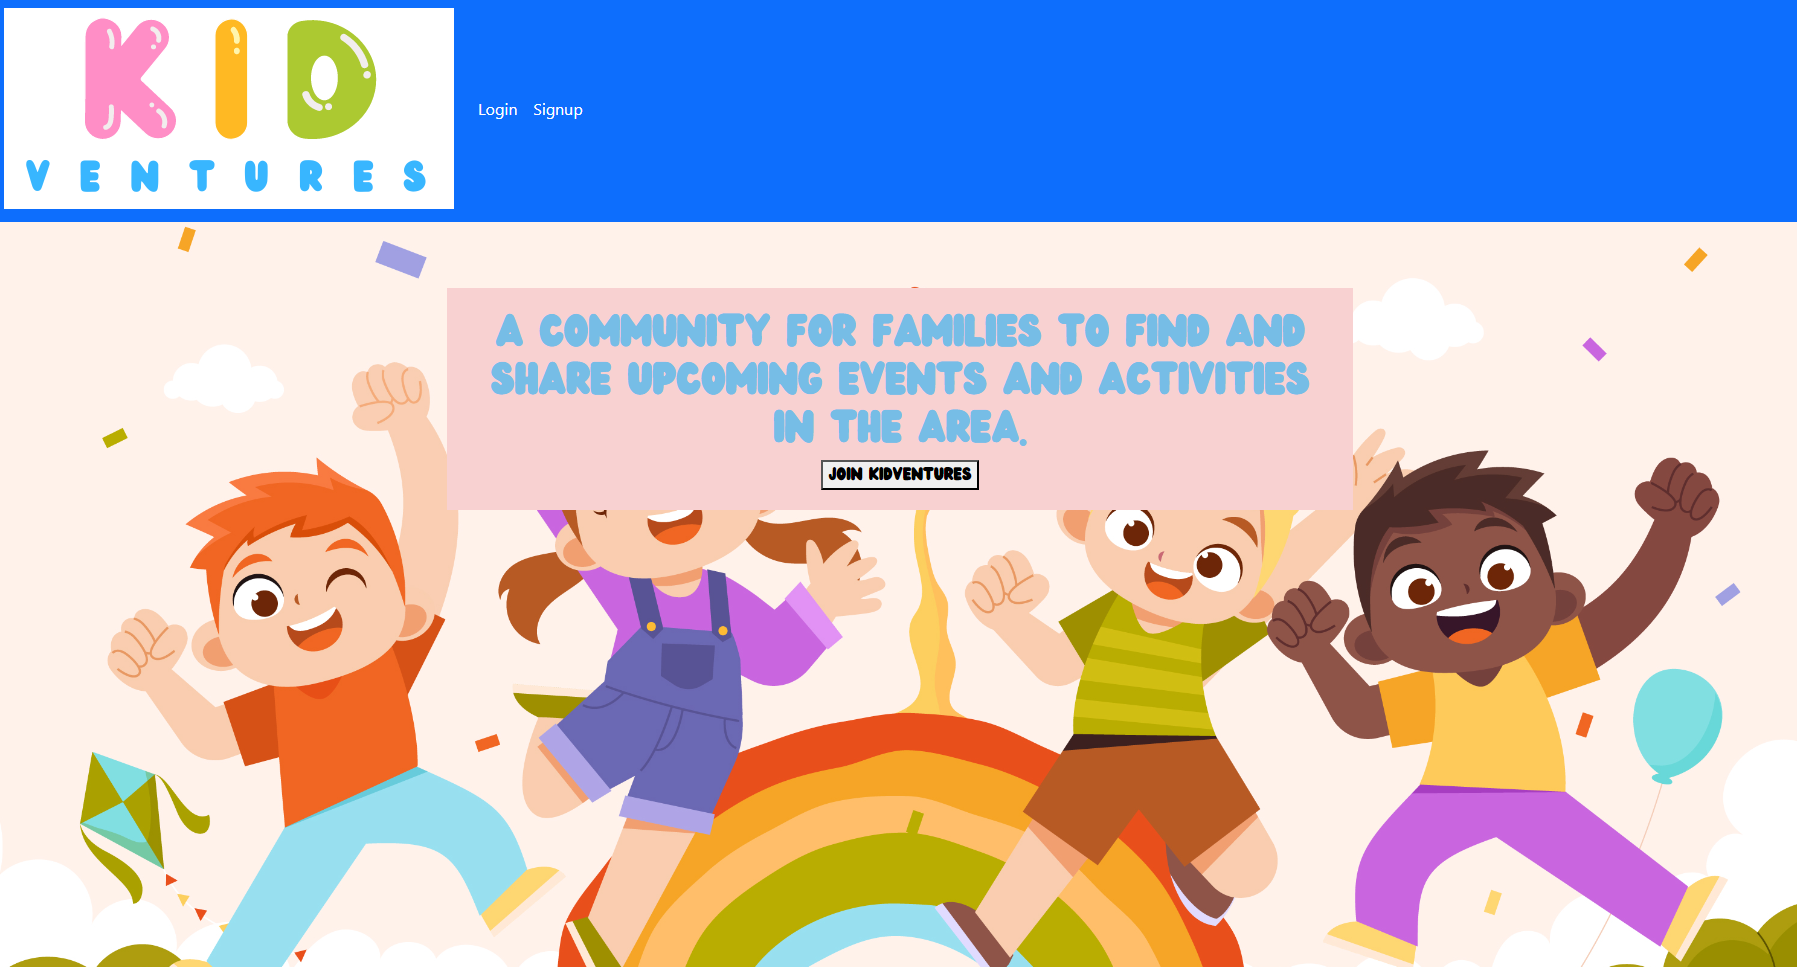 KID
VENTURES
Login Signup
A COMMUNITY FOR FAMILIES TO FIND AND
SHARE UPCOMING EVENTS AND ACTIVITIES
IN THE AREA.
JOIN KIDVENTURES